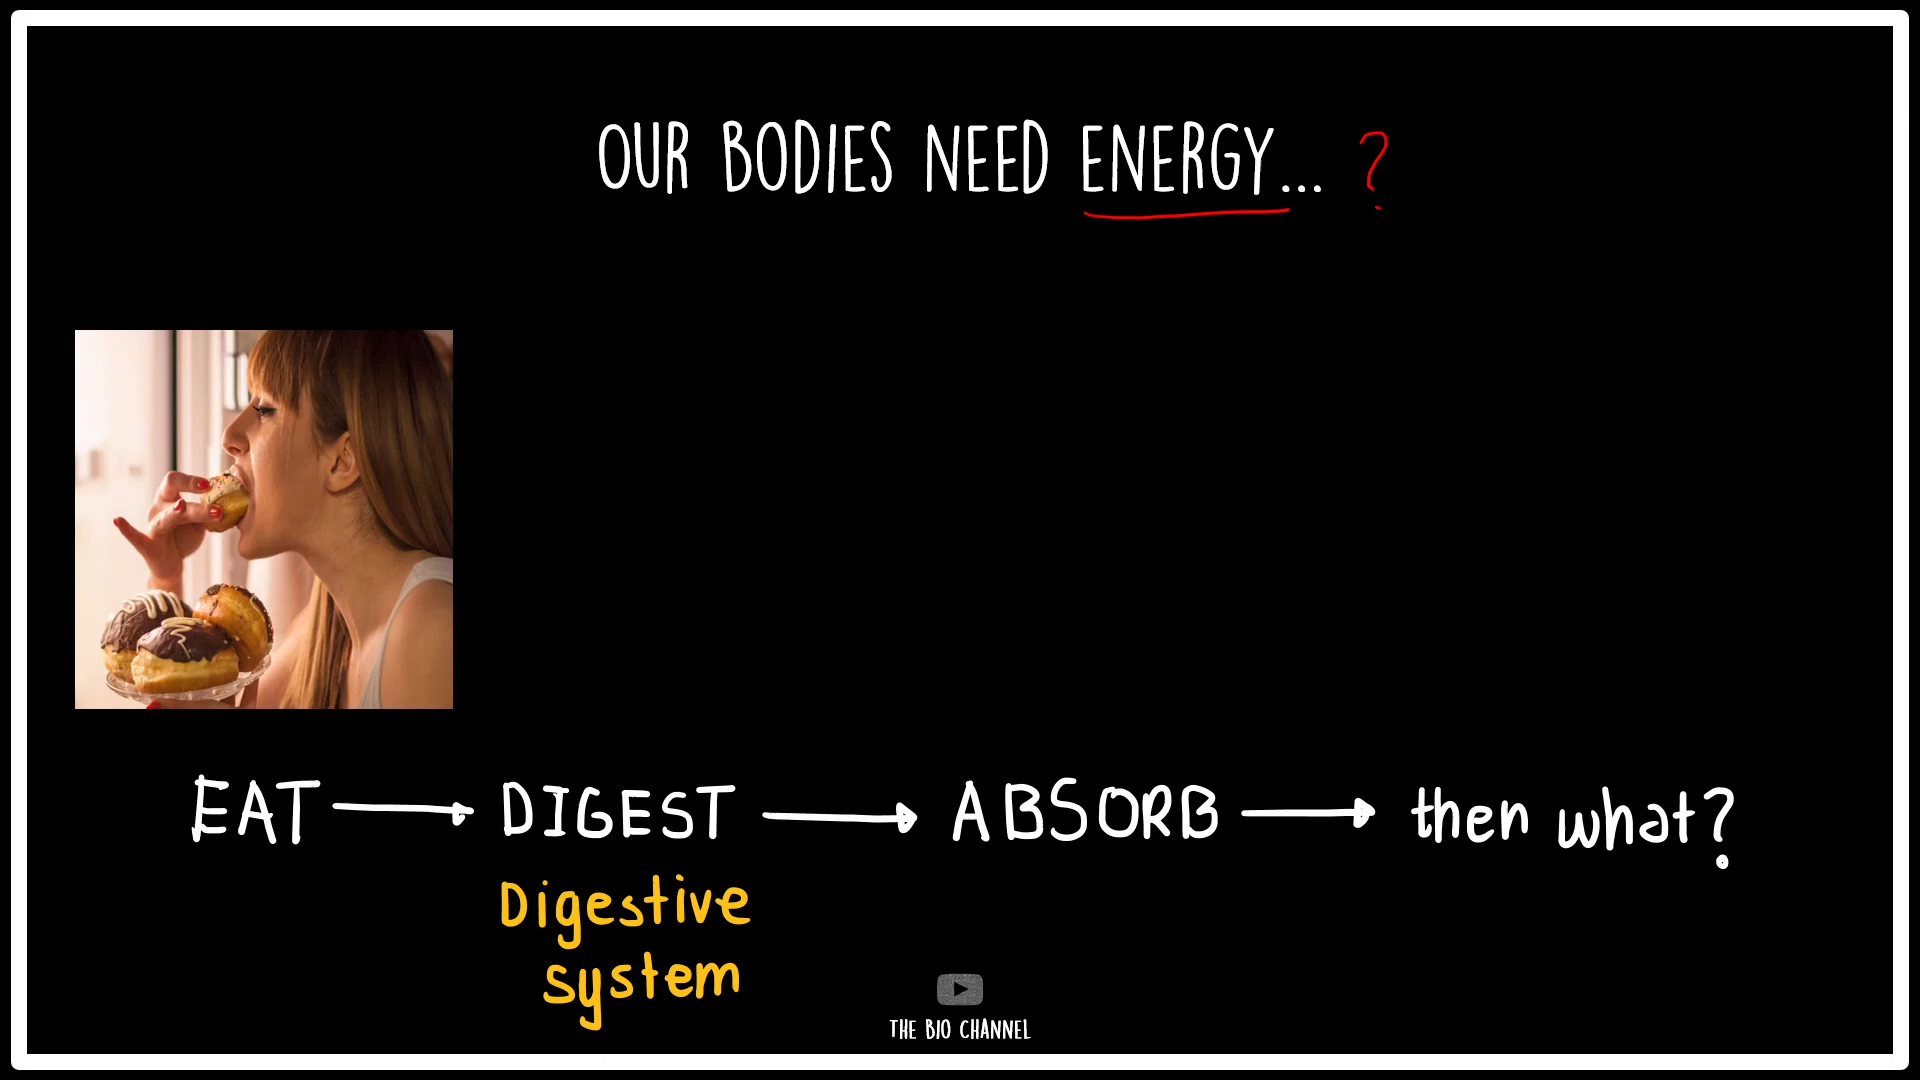 OUR BODIES NEED ENERGY... ?
EAT → DIGEST → ABSORB → then what?
Digestive
system
THE BIO CHANNEL